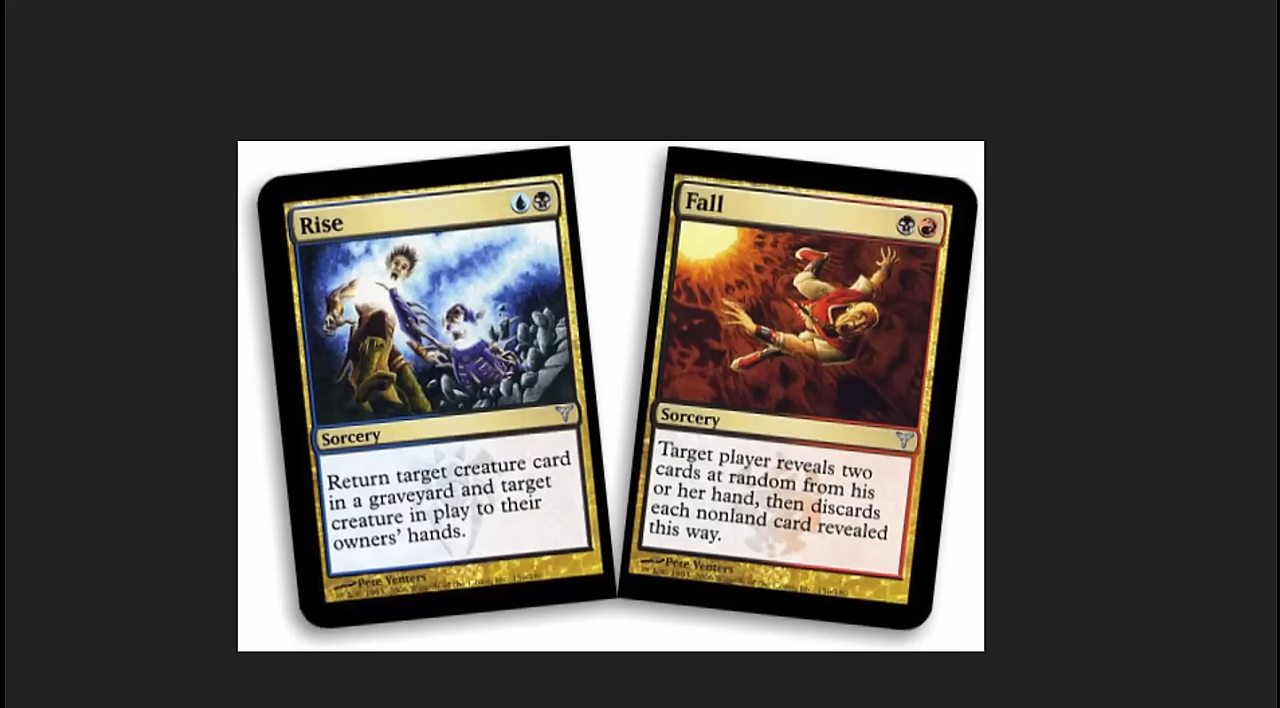 Rise
Sorcery
Return target creature card
in a graveyard and target
creature in play to their
owners' hands.
Pete Venters
Fall
Sorcery
Target player reveals two
cards at random from his
or her hand, then discards
each nonland card revealed
this way.
Pete Venters